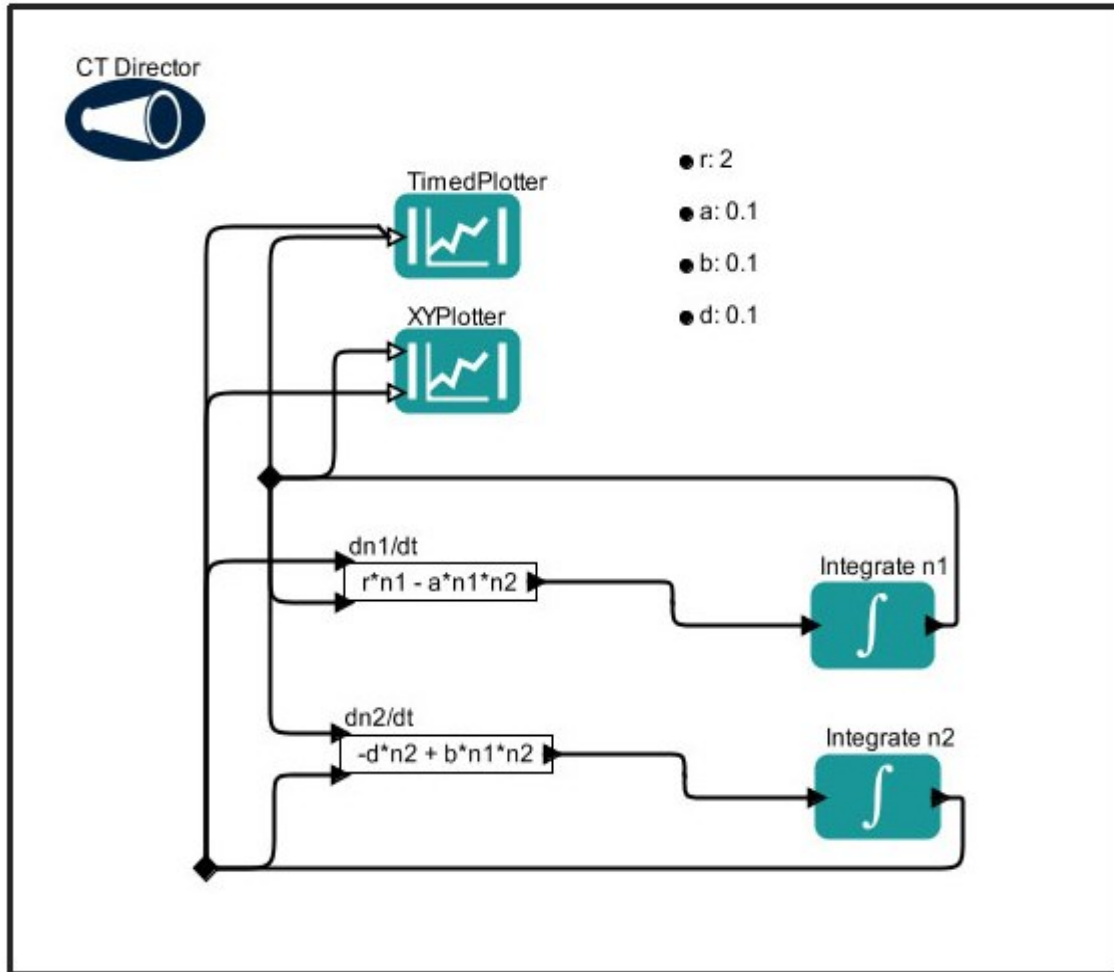 CT Director
TimedPlotter
r: 2
a: 0.1
b: 0.1
d: 0.1
XYPlotter
dn1/dt
r*n1 - a*n1*n2
Integrate n1
∫
dn2/dt
-d*n2 + b*n1*n2
Integrate n2
∫